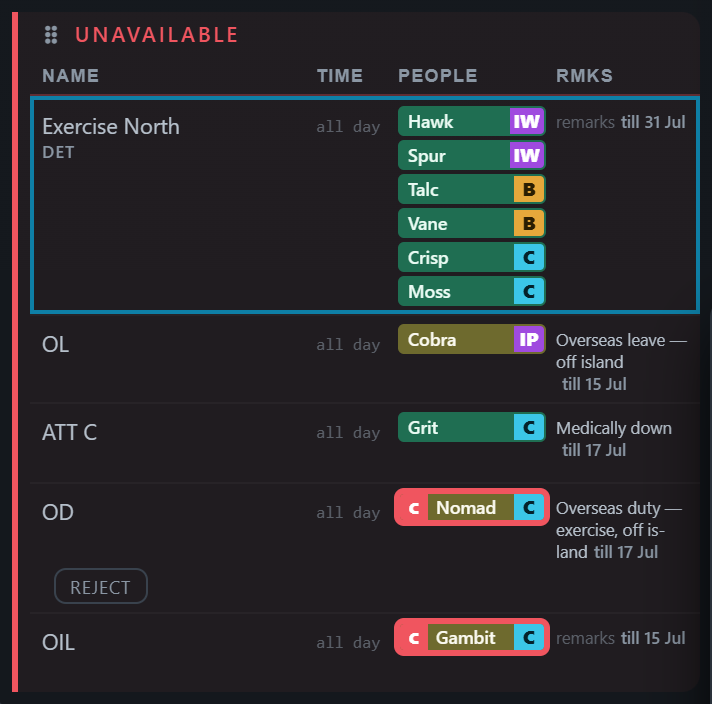 UNAVAILABLE
NAME TIME PEOPLE RMKS
Exercise North all day Hawk IW remarks till 31 Jul
DET
Spur IW
Talc B
Vane B
Crisp C
Moss C
OL all day Cobra IP Overseas leave —
off island
till 15 Jul
ATT C all day Grit C Medically down
till 17 Jul
OD all day c Nomad C Overseas duty —
exercise, off is-
land till 17 Jul
REJECT
OIL all day c Gambit C remarks till 15 Jul